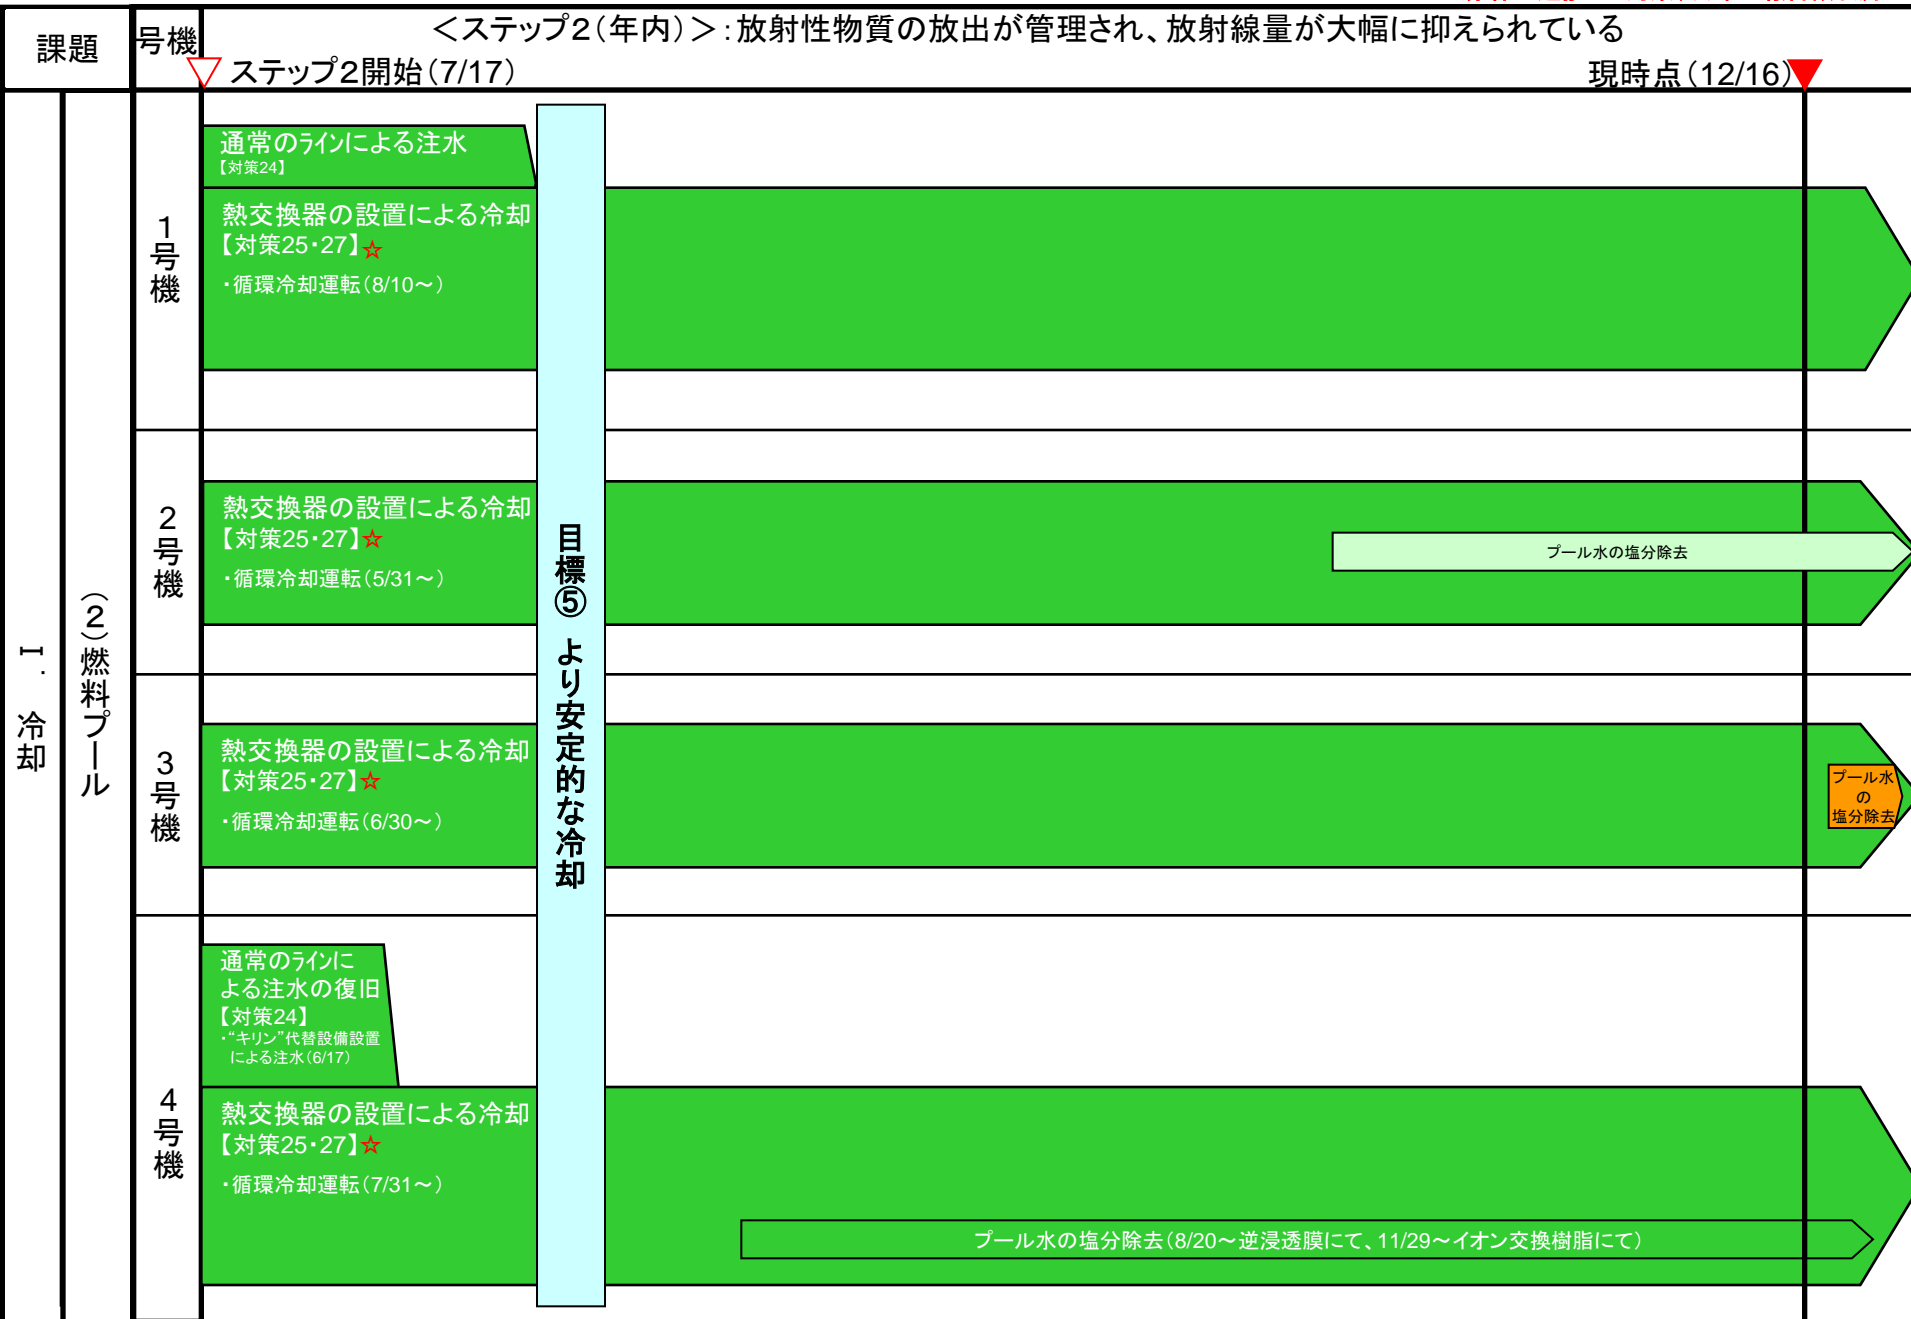 課題
号機
＜ステップ２（年内）＞：放射性物質の放出が管理され、放射線量が大幅に抑えられている
ステップ２開始（7/17）
現時点（12/16）
Ⅰ．冷却
（２）燃料プール
１号機
通常のラインによる注水
【対策24】
熱交換器の設置による冷却
【対策25・27】☆
・循環冷却運転（8/10～）
目標⑤ より安定的な冷却
２号機
熱交換器の設置による冷却
【対策25・27】☆
・循環冷却運転（5/31～）
プール水の塩分除去
３号機
熱交換器の設置による冷却
【対策25・27】☆
・循環冷却運転（6/30～）
プール水
の
塩分除去
４号機
通常のラインに
よる注水の復旧
【対策24】
・“キリン”代替設備設置
による注水（6/17）
熱交換器の設置による冷却
【対策25・27】☆
・循環冷却運転（7/31～）
プール水の塩分除去（8/20～逆浸透膜にて、11/29～イオン交換樹脂にて）